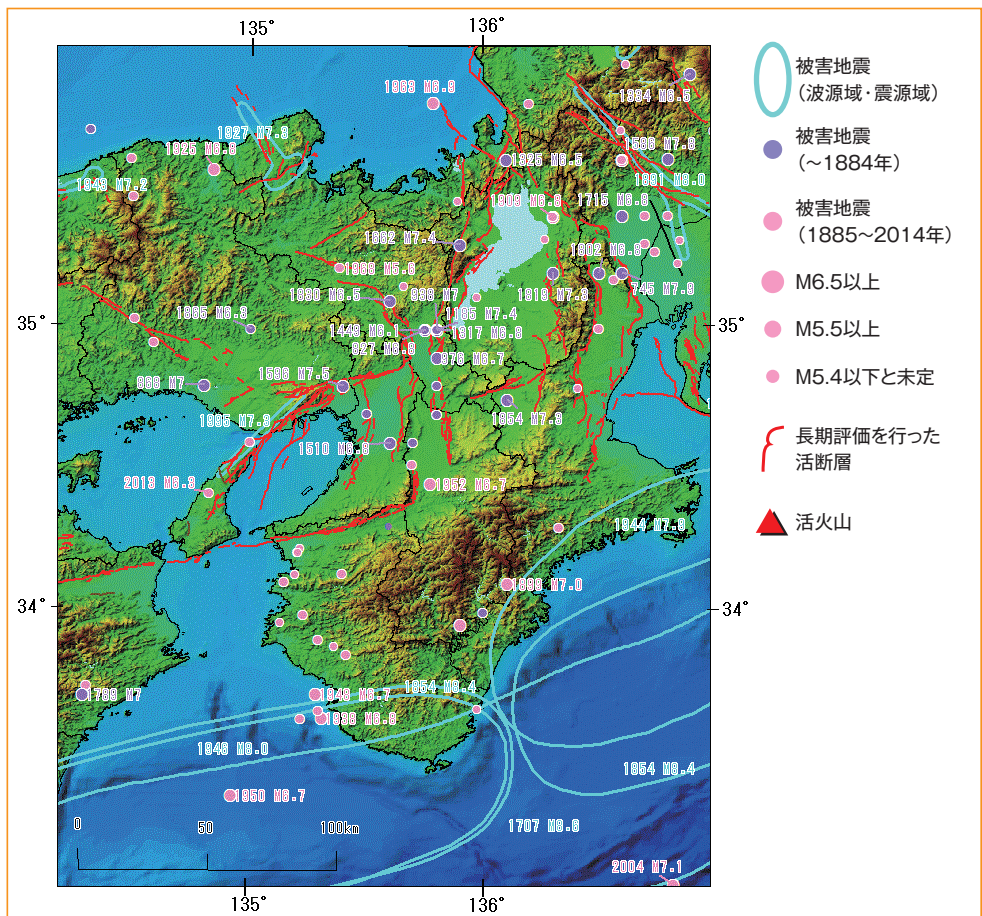 135°
136°
1963 M6.9
1894 M6.5
1927 M7.3
1925 M6.8
1325 M6.5
1586 M7.8
1891 M8.0
1943 M7.2
1909 M6.8
1715 M6.8
1662 M7.4
1802 M6.8
1968 M5.6
938 M7
745 M7.9
1830 M6.5
1185 M7.4
1819 M7.3
1865 M6.3
1449 M6.1
1317 M6.8
827 M6.8
976 M6.7
35°
35°
868 M7
1596 M7.5
1854 M7.3
1995 M7.3
1510 M6.8
2013 M6.3
1952 M6.7
1944 M7.9
1899 M7.0
34°
34°
1789 M7
1948 M6.7
1854 M8.4
1938 M6.8
1946 M8.0
1854 M8.4
1950 M6.7
1707 M8.6
0
50
100km
2004 M7.1
135°
136°
被害地震
（波源域・震源域）
被害地震
（～1884年）
被害地震
（1885～2014年）
M6.5以上
M5.5以上
M5.4以下と未定
長期評価を行った
活断層
活火山